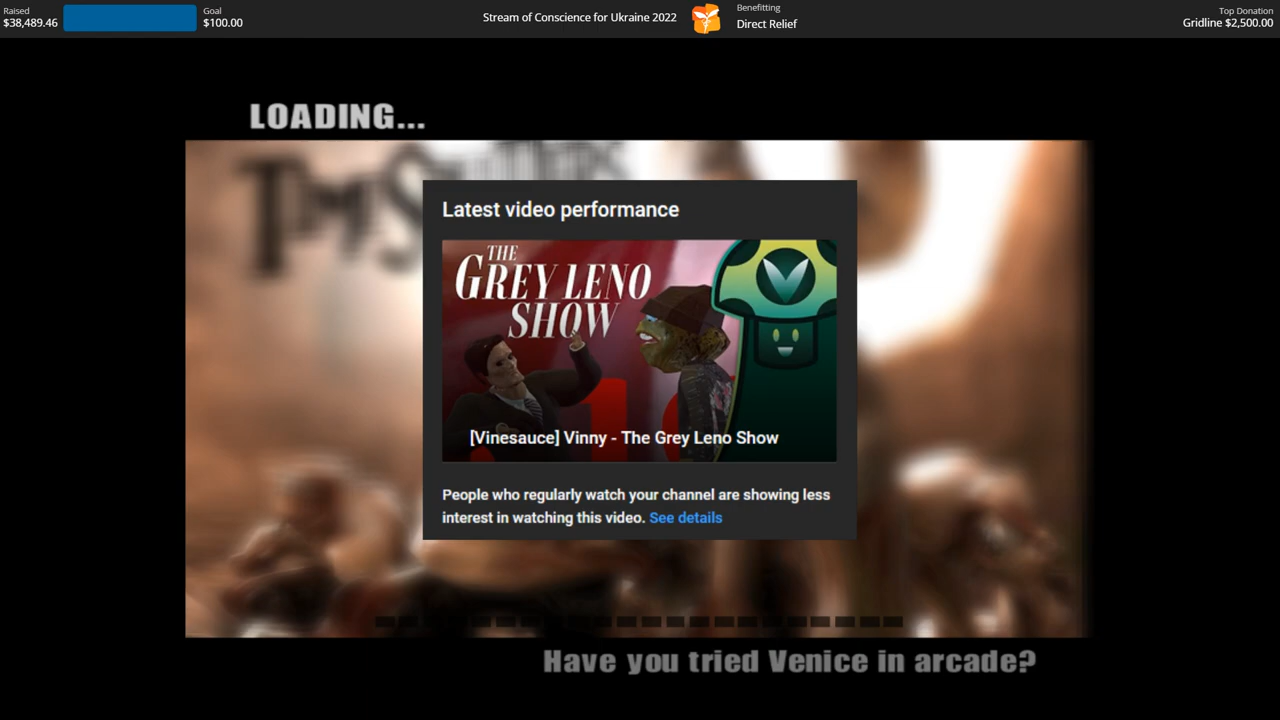 Raised
$38,489.46
Goal
$100.00
Stream of Conscience for Ukraine 2022
Benefitting
Direct Relief
Top Donation
Gridline $2,500.00
LOADING...
Latest video performance
THE
GREY LENO
SHOW
[Vinesauce] Vinny - The Grey Leno Show
People who regularly watch your channel are showing less
interest in watching this video. See details
Have you tried Venice in arcade?